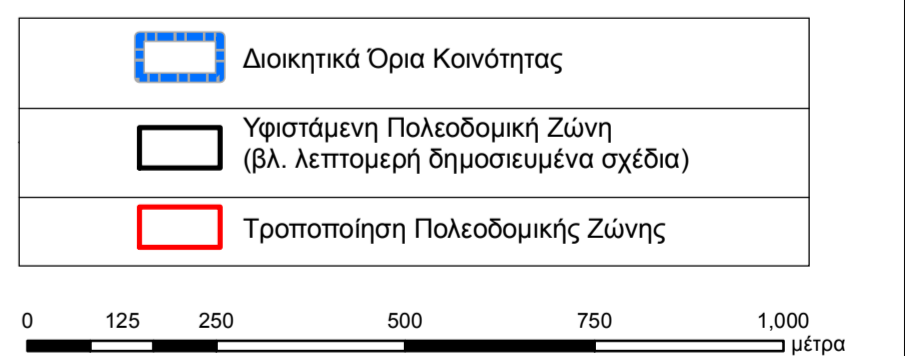 Διοικητικά Όρια Κοινότητας
Υφιστάμενη Πολεοδομική Ζώνη
(βλ. λεπτομερή δημοσιευμένα σχέδια)
Τροποποίηση Πολεοδομικής Ζώνης
0 125 250 500 750 1,000
μέτρα